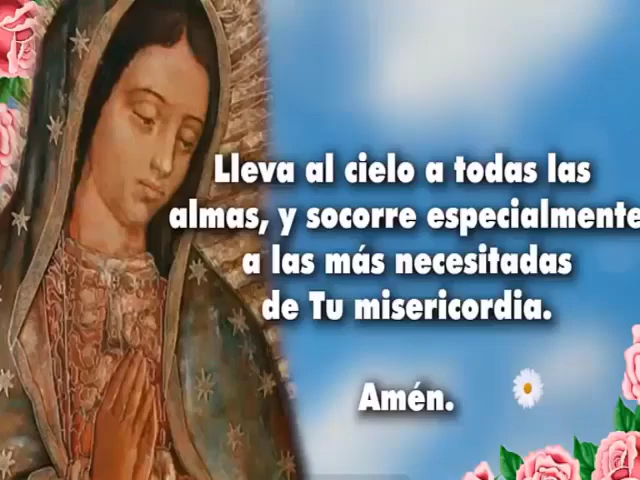 Lleva al cielo a todas las
almas, y socorre especialmente
a las más necesitadas
de Tu misericordia.
Amén.